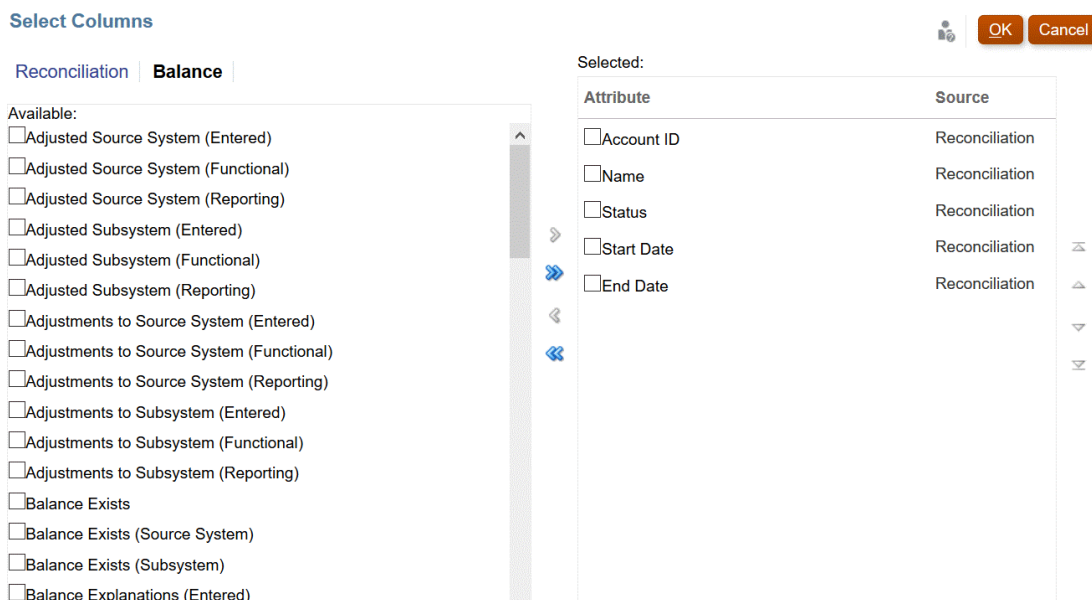 Select Columns
OK
Cancel
Reconciliation
Balance
Available:
Adjusted Source System (Entered)
Adjusted Source System (Functional)
Adjusted Source System (Reporting)
Adjusted Subsystem (Entered)
Adjusted Subsystem (Functional)
Adjusted Subsystem (Reporting)
Adjustments to Source System (Entered)
Adjustments to Source System (Functional)
Adjustments to Source System (Reporting)
Adjustments to Subsystem (Entered)
Adjustments to Subsystem (Functional)
Adjustments to Subsystem (Reporting)
Balance Exists
Balance Exists (Source System)
Balance Exists (Subsystem)
Balance Explanations (Entered)
Selected:
Attribute Source
Account ID Reconciliation
Name Reconciliation
Status Reconciliation
Start Date Reconciliation
End Date Reconciliation